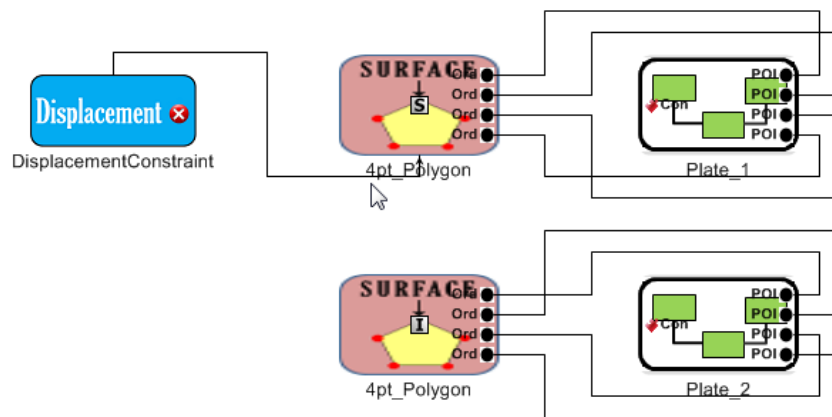 SURFACE
Ord
Ord
S
Ord
Ord
4pt_Polygon
Displacement
DisplacementConstraint
POI
POI
Con
POI
POI
Plate_1
SURFACE
Ord
Ord
I
Ord
Ord
4pt_Polygon
POI
POI
Con
POI
POI
Plate_2